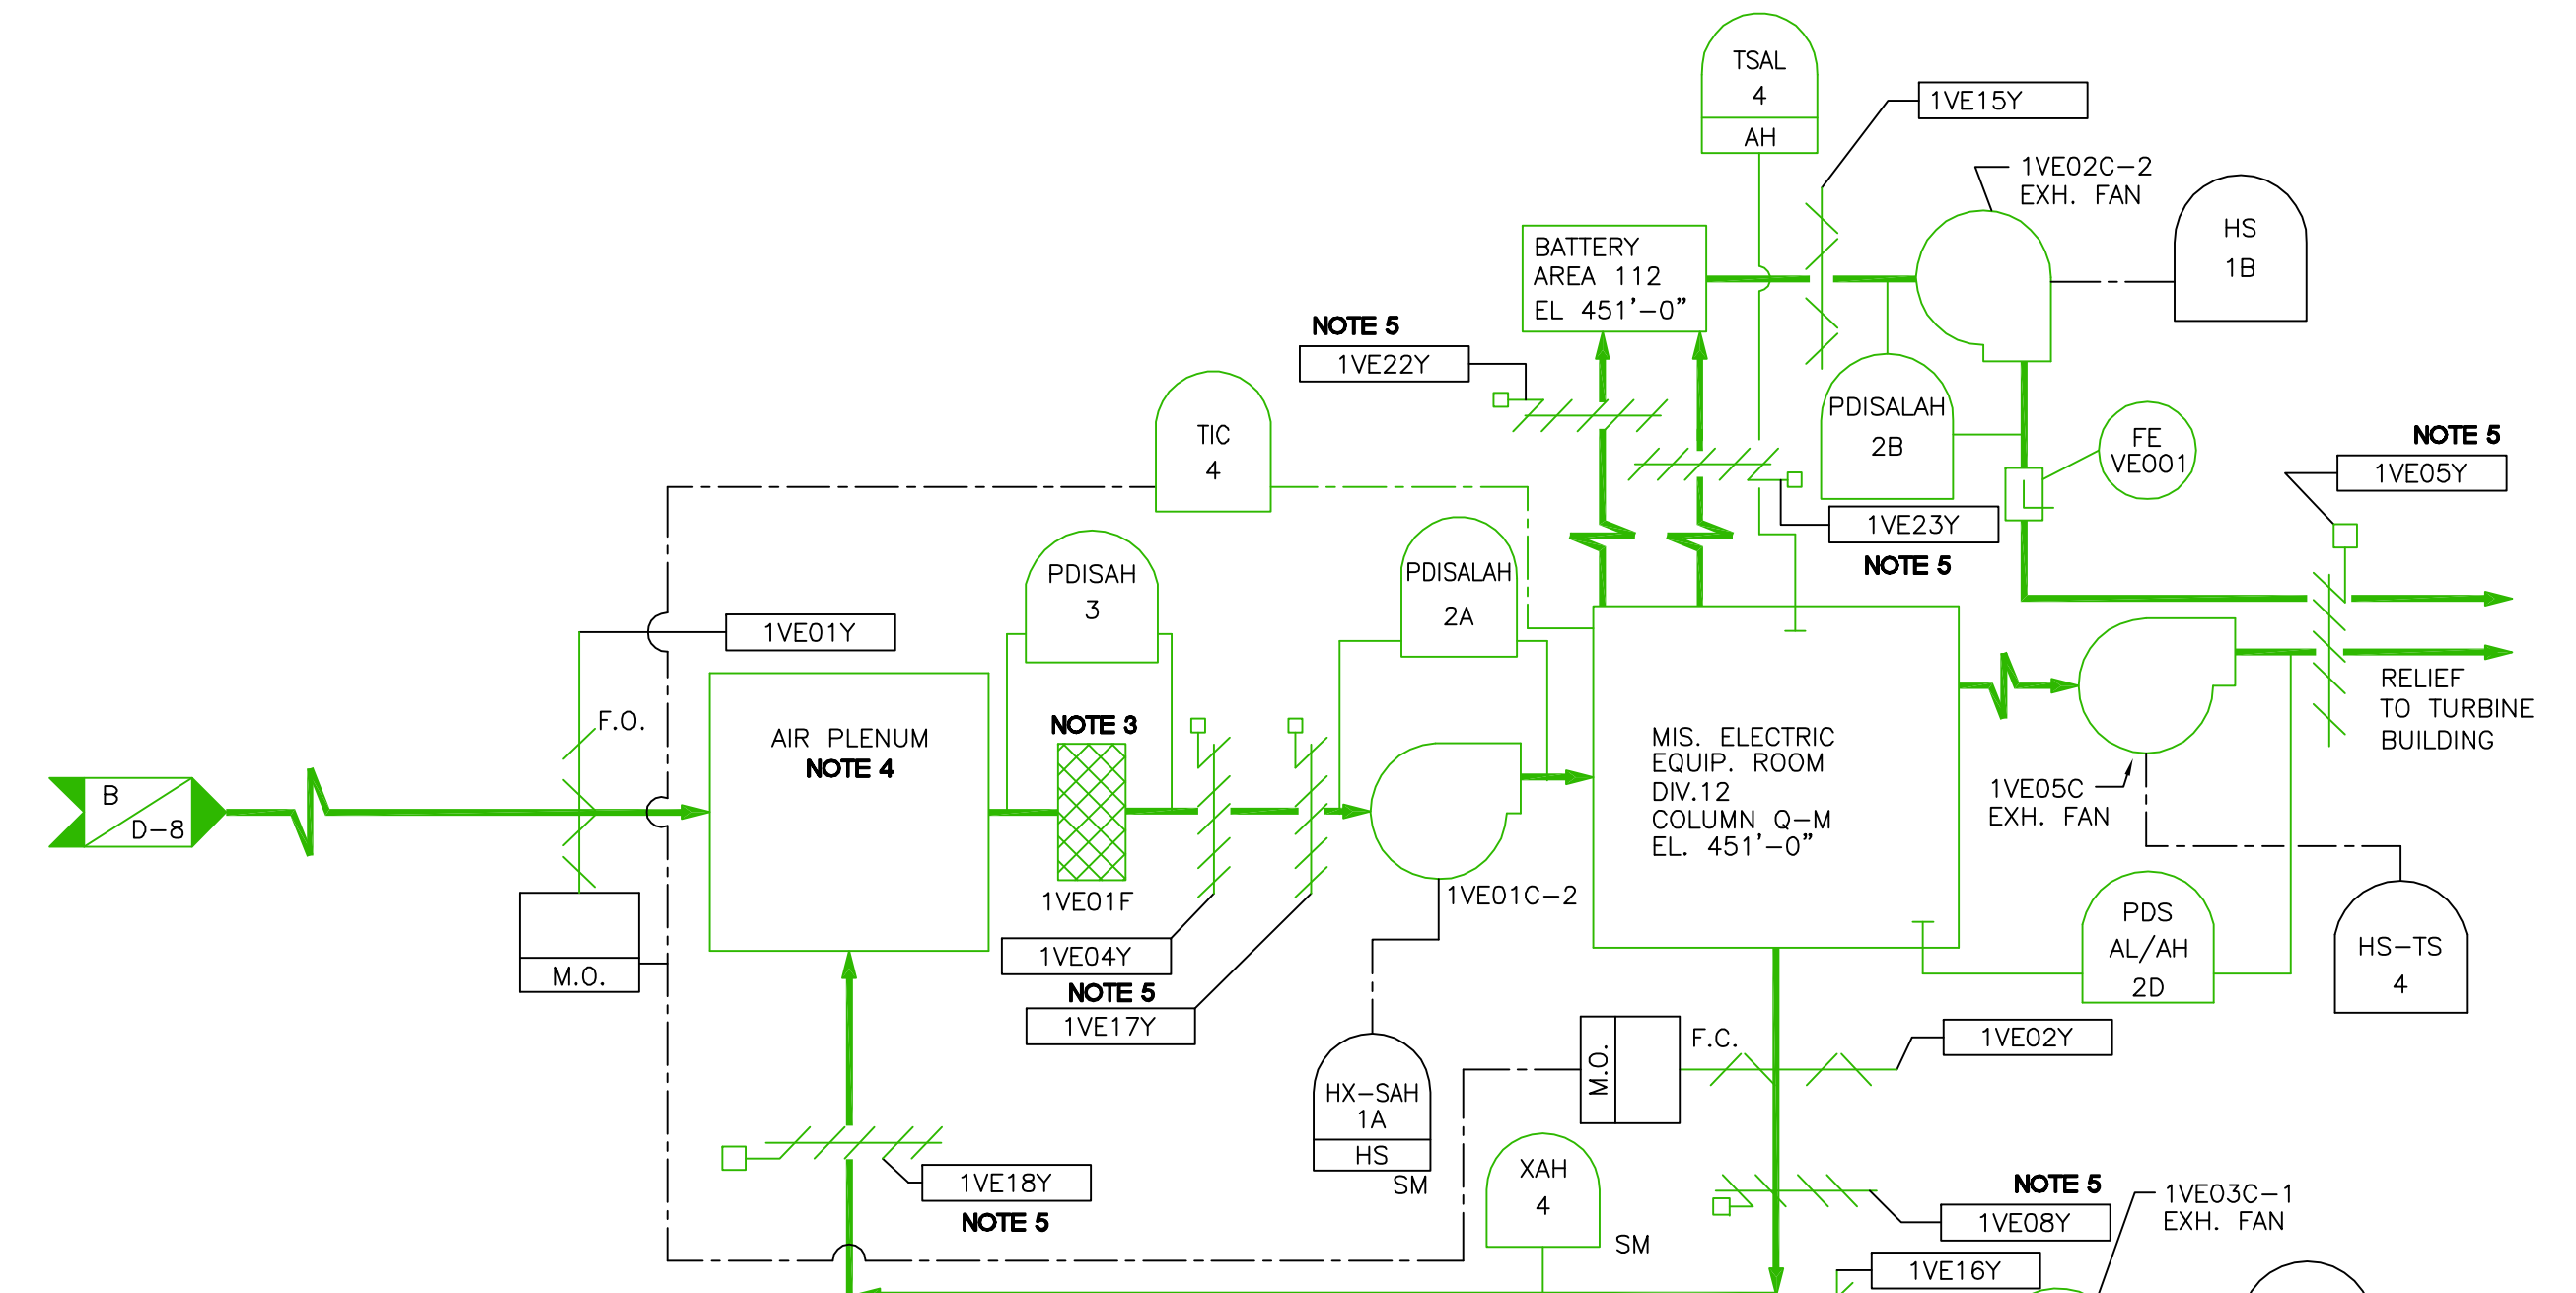 TSAL
4
AH
1VE15Y
1VE02C-2
EXH. FAN
HS
1B
BATTERY
AREA 112
EL 451'-0"
NOTE 5
1VE22Y
TIC
4
PDISALAH
2B
FE
VE001
NOTE 5
1VE05Y
1VE23Y
NOTE 5
PDISAH
3
PDISALAH
2A
1VE01Y
F.O.
AIR PLENUM
NOTE 4
NOTE 3
RELIEF
TO TURBINE
BUILDING
MIS. ELECTRIC
EQUIP. ROOM
DIV.12
COLUMN Q-M
EL. 451'-0"
1VE05C
EXH. FAN
B
D-8
1VE01F
1VE01C-2
M.O.
1VE04Y
NOTE 5
1VE17Y
PDS
AL/AH
2D
HS-TS
4
M.O.
F.C.
1VE02Y
HX-SAH
1A
HS
SM
XAH
4
SM
1VE18Y
NOTE 5
NOTE 5
1VE08Y
1VE03C-1
EXH. FAN
1VE16Y